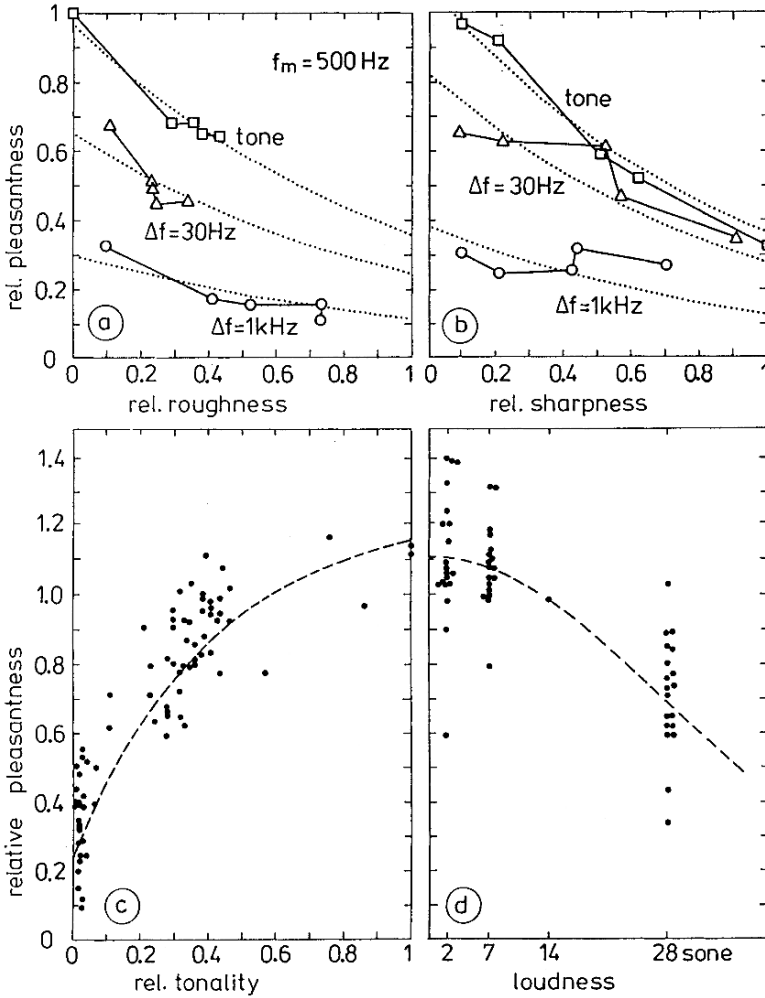 1
0.8
0.6
0.4
0.2
0
rel. pleasantness
fm = 500 Hz
tone
Δf = 30Hz
Δf = 1kHz
a
0 0.2 0.4 0.6 0.8 1
rel. roughness
tone
Δf = 30Hz
Δf = 1kHz
b
0 0.2 0.4 0.6 0.8 1
rel. sharpness
1.4
1.2
1.0
0.8
0.6
0.4
0.2
0
relative pleasantness
c
0 0.2 0.4 0.6 0.8 1
rel. tonality
d
2 7 14 28 sone
loudness